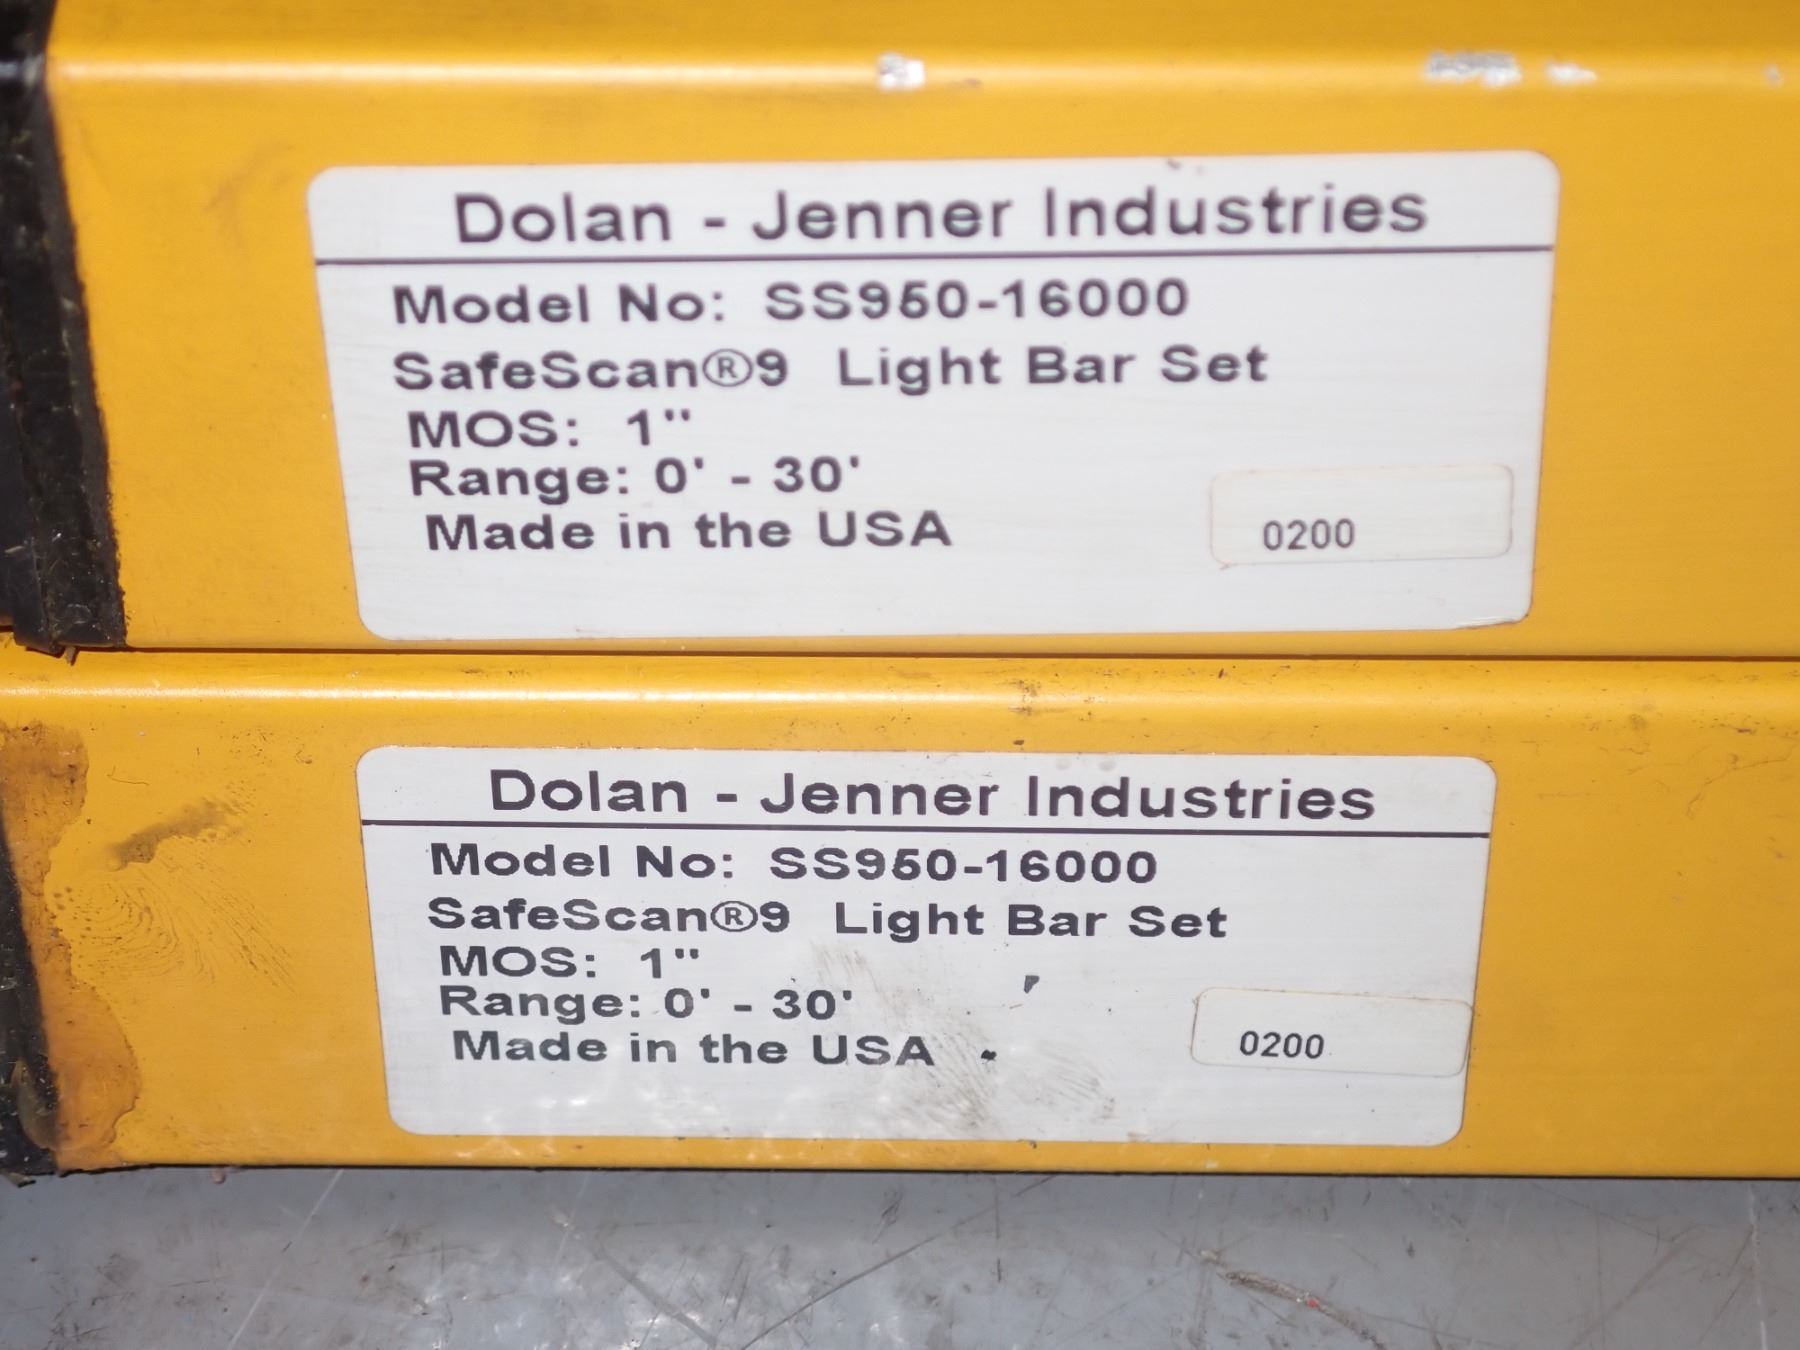 Dolan - Jenner Industries
Model No: SS950-16000
SafeScan®9 Light Bar Set
MOS: 1"
Range: 0' - 30'
Made in the USA
0200
Dolan - Jenner Industries
Model No: SS950-16000
SafeScan®9 Light Bar Set
MOS: 1"
Range: 0' - 30'
Made in the USA
0200